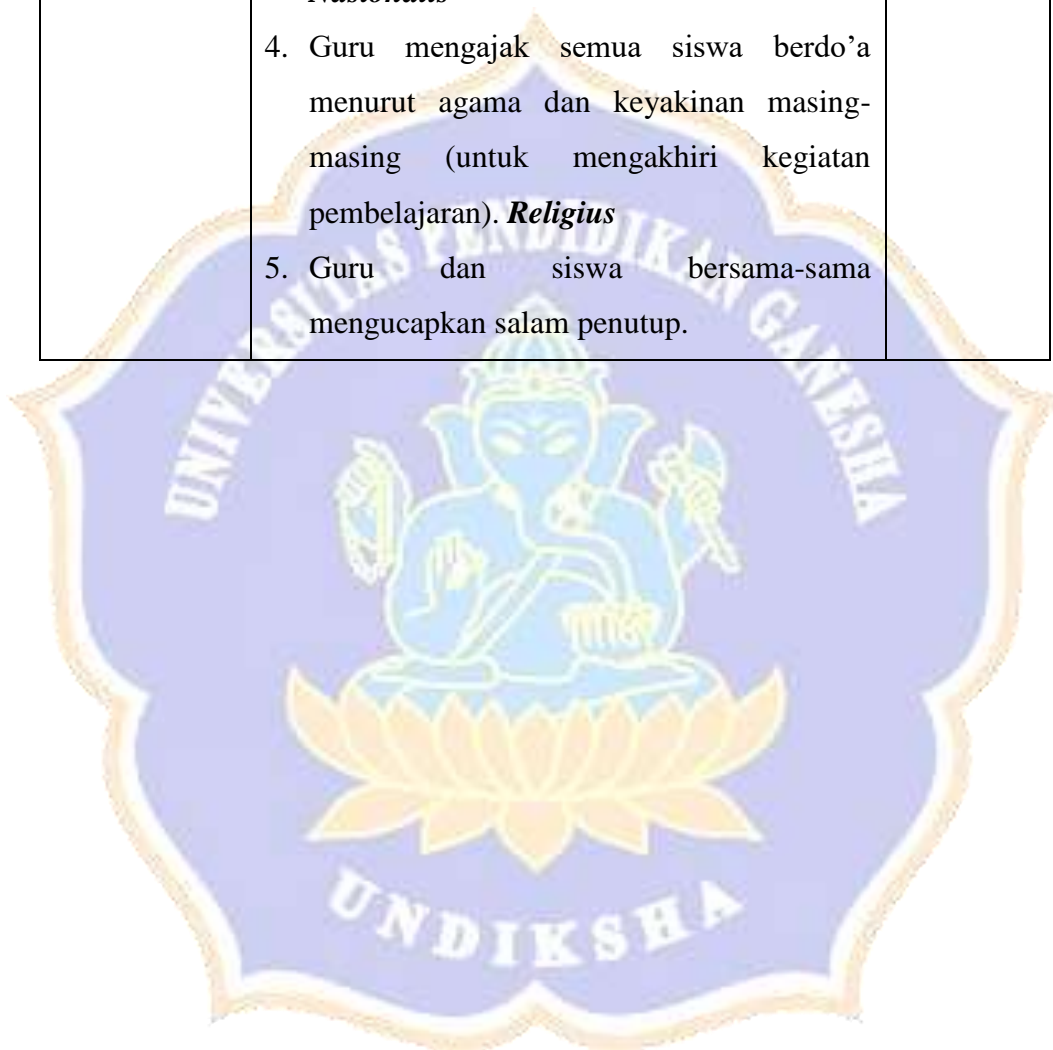 Nasionalis
4. Guru mengajak semua siswa berdo’a
menurut agama dan keyakinan masing-
masing (untuk mengakhiri kegiatan
pembelajaran). Religius
5. Guru dan siswa bersama-sama
mengucapkan salam penutup.
UNIVERSITAS PENDIDIKAN GANESHA
UNDIKSHA